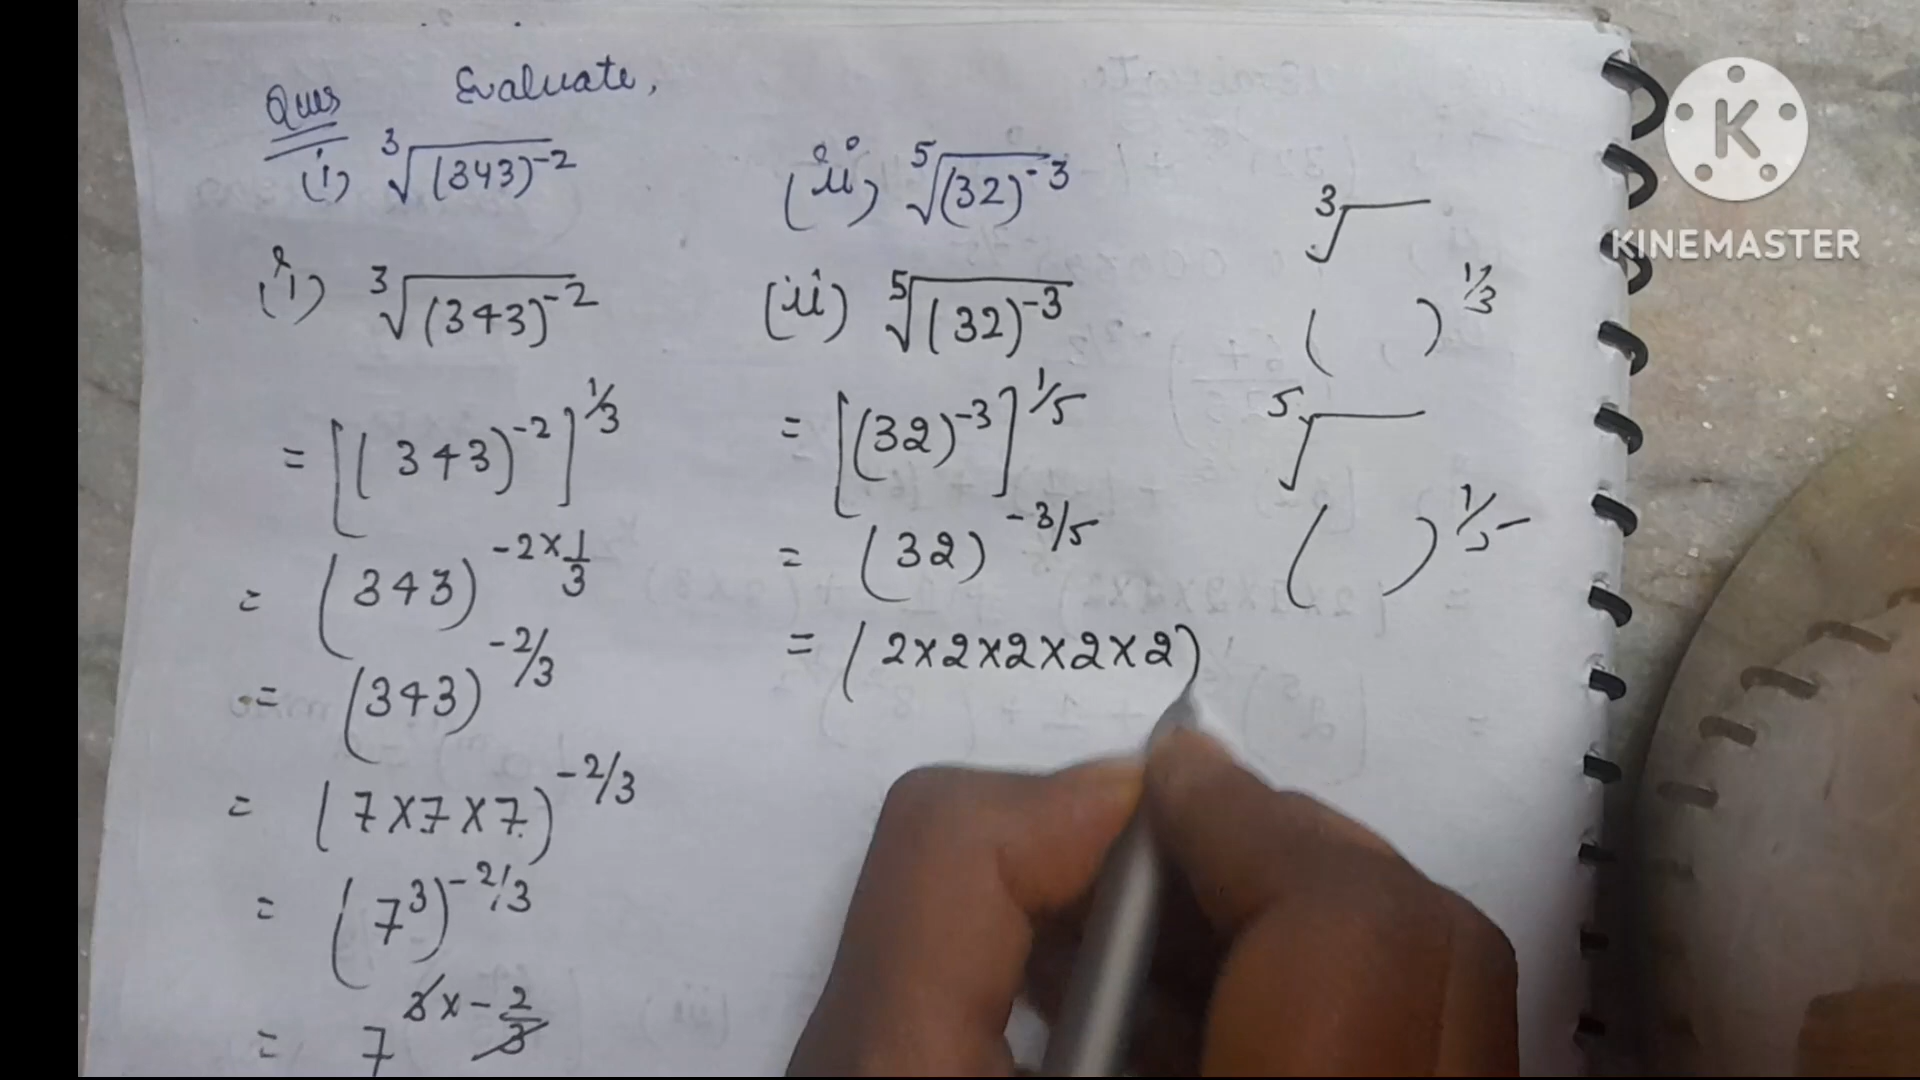 Ques Evaluate,
(i) ∛(343)⁻² (ii) ⁵√(32)⁻³
(i) ∛(343)⁻²
= [(343)⁻²]^1/3
= (343)^-2×1/3
= (343)^-2/3
= (7×7×7)^-2/3
= (7³)^-2/3
= 7^3×-2/3
(ii) ⁵√(32)⁻³
= [(32)⁻³]^1/5
= (32)^-3/5
= (2×2×2×2×2)
3√
( )^1/3
5√
( )^1/5
K
KINEMASTER